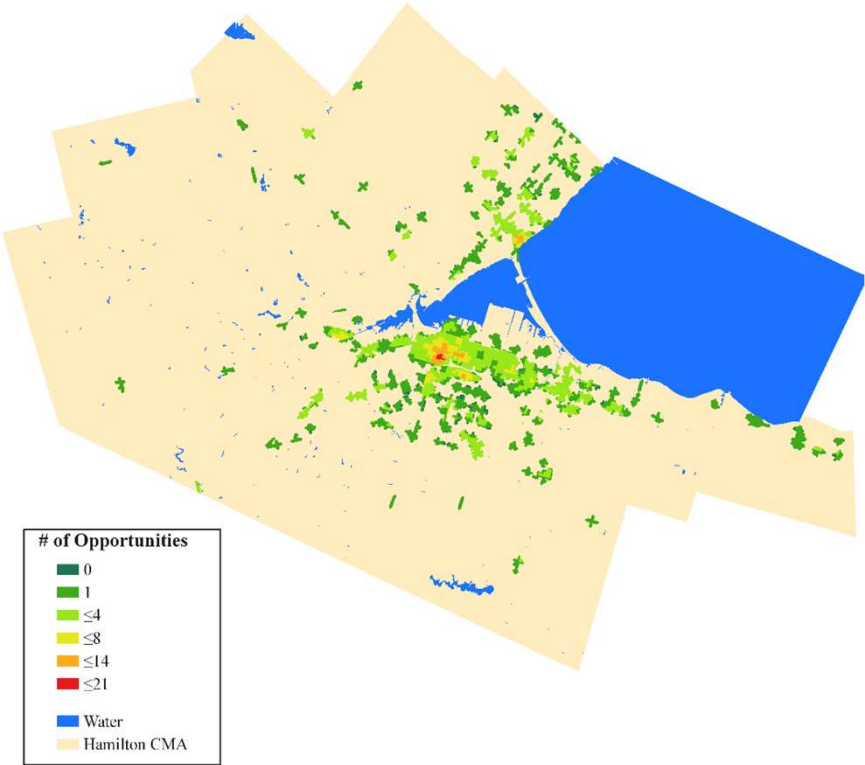 # of Opportunities
0
1
≤4
≤8
≤14
≤21
Water
Hamilton CMA